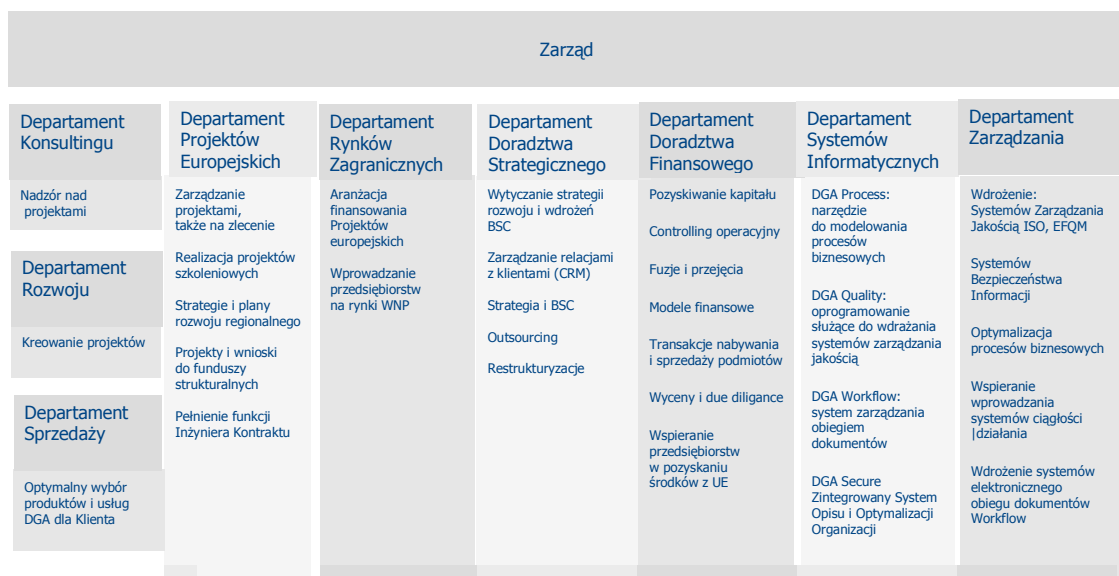 Zarząd
Departament
Konsultingu
Nadzór nad
projektami
Departament
Rozwoju
Kreowanie projektów
Departament
Sprzedaży
Optymalny wybór
produktów i usług
DGA dla Klienta
Departament
Projektów
Europejskich
Zarządzanie
projektami,
także na zlecenie
Realizacja projektów
szkoleniowych
Strategie i plany
rozwoju regionalnego
Projekty i wnioski
do funduszy
strukturalnych
Pełnienie funkcji
Inżyniera Kontraktu
Departament
Rynków
Zagranicznych
Aranżacja
finansowania
Projektów
europejskich
Wprowadzanie
przedsiębiorstw
na rynki WNP
Departament
Doradztwa
Strategicznego
Wytyczanie strategii
rozwoju i wdrożeń
BSC
Zarządzanie relacjami
z klientami (CRM)
Strategia i BSC
Outsourcing
Restrukturyzacje
Departament
Doradztwa
Finansowego
Pozyskiwanie kapitału
Controlling operacyjny
Fuzje i przejęcia
Modele finansowe
Transakcje nabywania
i sprzedaży podmiotów
Wyceny i due diligance
Wspieranie
przedsiębiorstw
w pozyskaniu
środków z UE
Departament
Systemów
Informatycznych
DGA Process:
narzędzie
do modelowania
procesów
biznesowych
DGA Quality:
oprogramowanie
służące do wdrażania
systemów zarządzania
jakością
DGA Workflow:
system zarządzania
obiegiem
dokumentów
DGA Secure
Zintegrowany System
Opisu i Optymalizacji
Organizacji
Departament
Zarządzania
Wdrożenie:
Systemów Zarządzania
Jakością ISO, EFQM
Systemów
Bezpieczeństwa
Informacji
Optymalizacja
procesów biznesowych
Wspieranie
wprowadzania
systemów ciągłości
|działania
Wdrożenie systemów
elektronicznego
obiegu dokumentów
Workflow